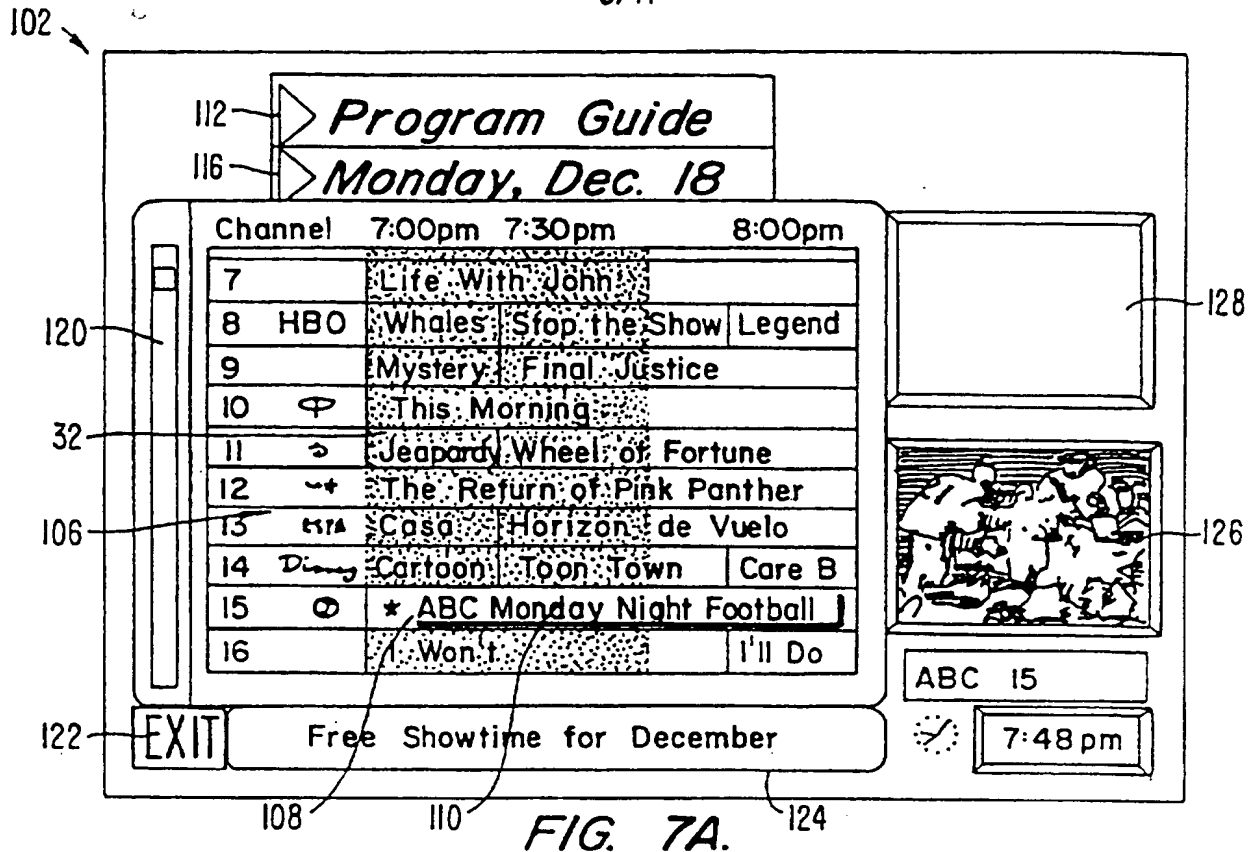 102
112 Program Guide
116 Monday, Dec. 18
Channel 7:00pm 7:30pm 8:00pm
7 Life With John
8 HBO Whales Stop the Show Legend
9 Mystery Final Justice
10 This Morning
11 Jeapardy Wheel of Fortune
12 The Return of Pink Panther
13 Casa Horizon de Vuelo
14 Disney Cartoon Toon Town Care B
15 * ABC Monday Night Football
16 I Won't I'll Do
120
32
106
128
126
ABC 15
122 EXIT Free Showtime for December
7:48pm
108 110 124
FIG. 7A.